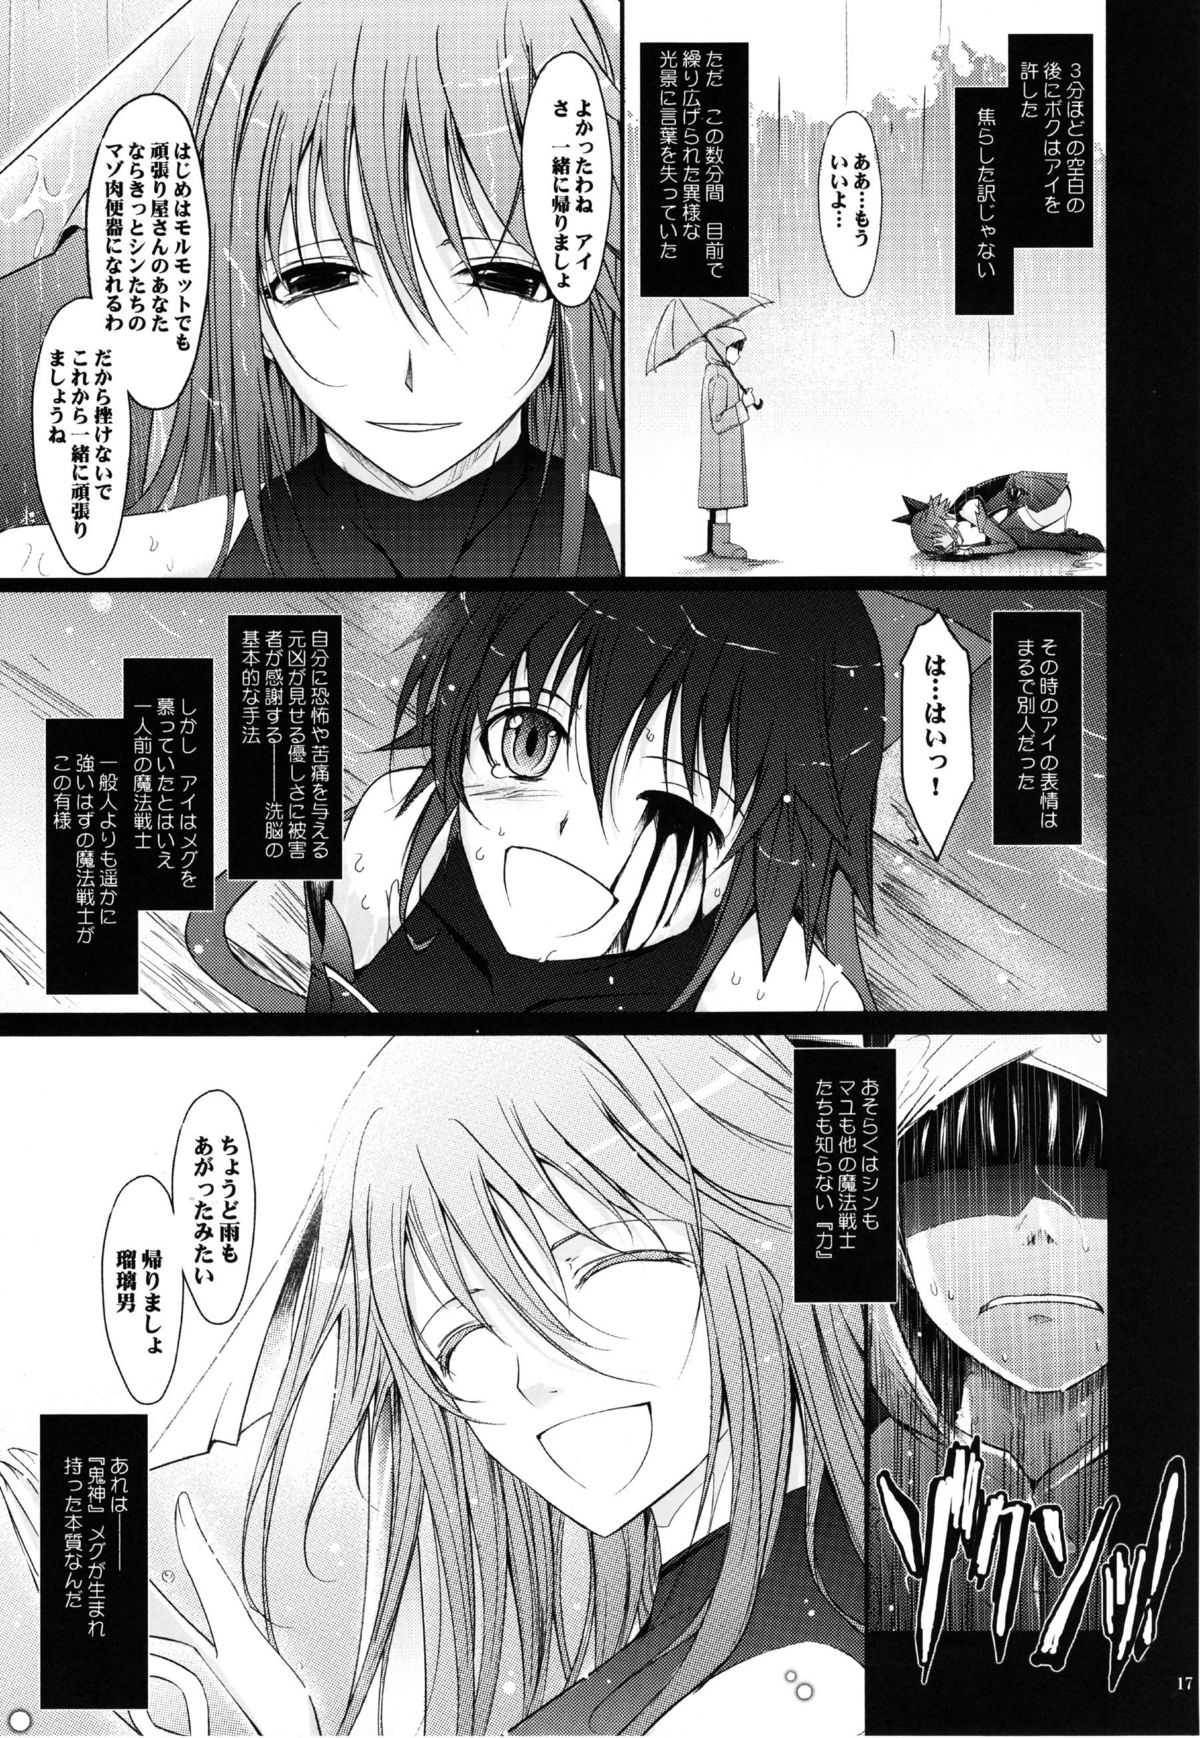 ３分ほどの空白の
後にボクはアイを
許した
焦らした訳じゃない
ああ…もう
いいよ…
ただ　この数分間　目前で
繰り広げられた異様な
光景に言葉を失っていた
よかったわね　アイ
さ　一緒に帰りましょ
はじめはモルモットでも
頑張り屋さんのあなた
ならきっとシンたちの
マゾ肉便器になれるわ
だから挫けないで
これから一緒に頑張り
ましょうね
その時のアイの表情は
まるで別人だった
は…はいっ！
自分に恐怖や苦痛を与える
元凶が見せる優しさに被害
者が感謝する――洗脳の
基本的な手法
しかし　アイはメグを
慕っていたとはいえ
一人前の魔法戦士
一般人よりも遥かに
強いはずの魔法戦士が
この有様
おそらくはシンも
マユも他の魔法戦士
たちも知らない『力』
ゾクンッ
ちょうど雨も
あがったみたい
帰りましょ
瑠璃男
あれは――
『鬼神』メグが生まれ
持った本質なんだ
17